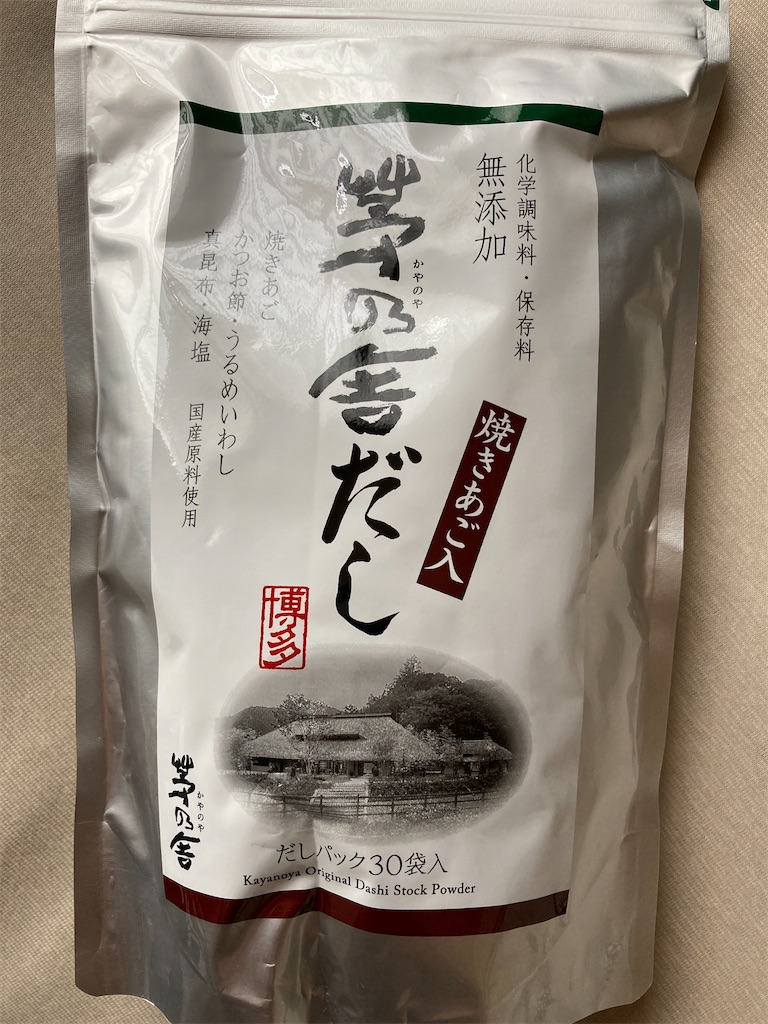 化学調味料・保存料
無添加
茅乃舎だし
かやのや
焼きあご入
焼きあご
かつお節・うるめいわし
真昆布・海塩
国産原料使用
博多
茅乃舎
かやのや
だしパック30袋入
Kayanoya Original Dashi Stock Powder